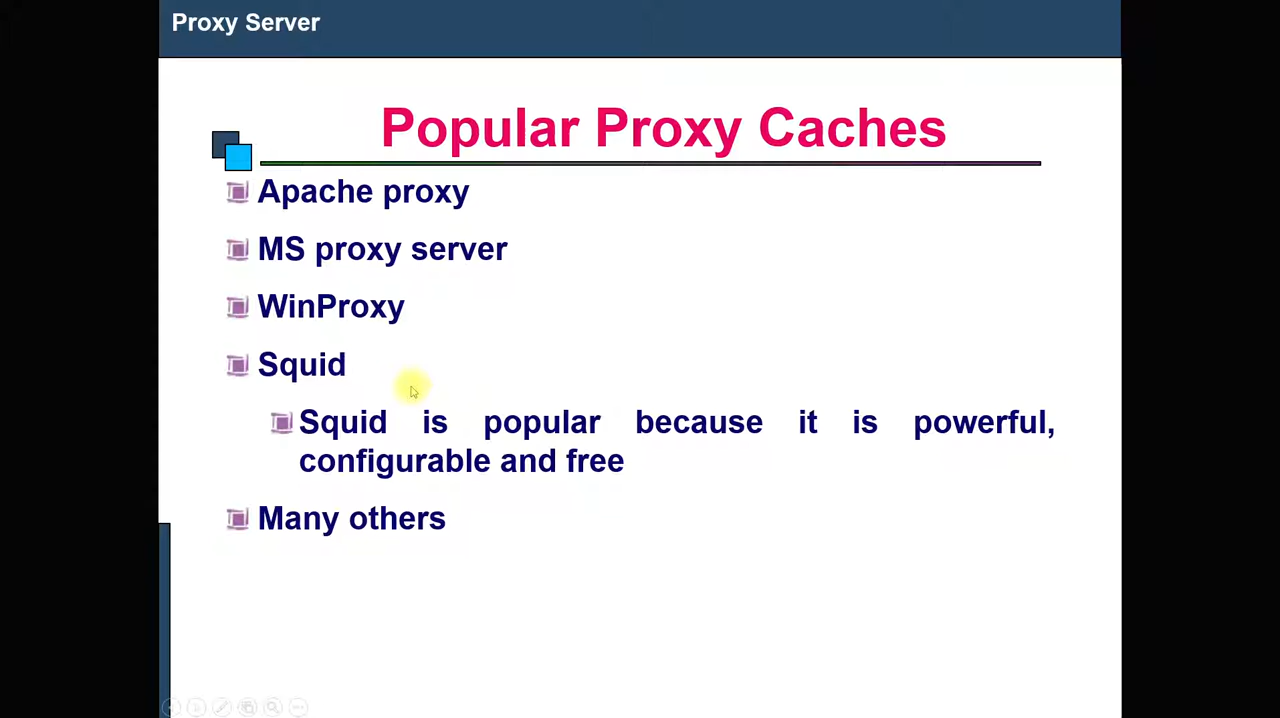 Proxy Server
Popular Proxy Caches
Apache proxy
MS proxy server
WinProxy
Squid
Squid is popular because it is powerful,
configurable and free
Many others